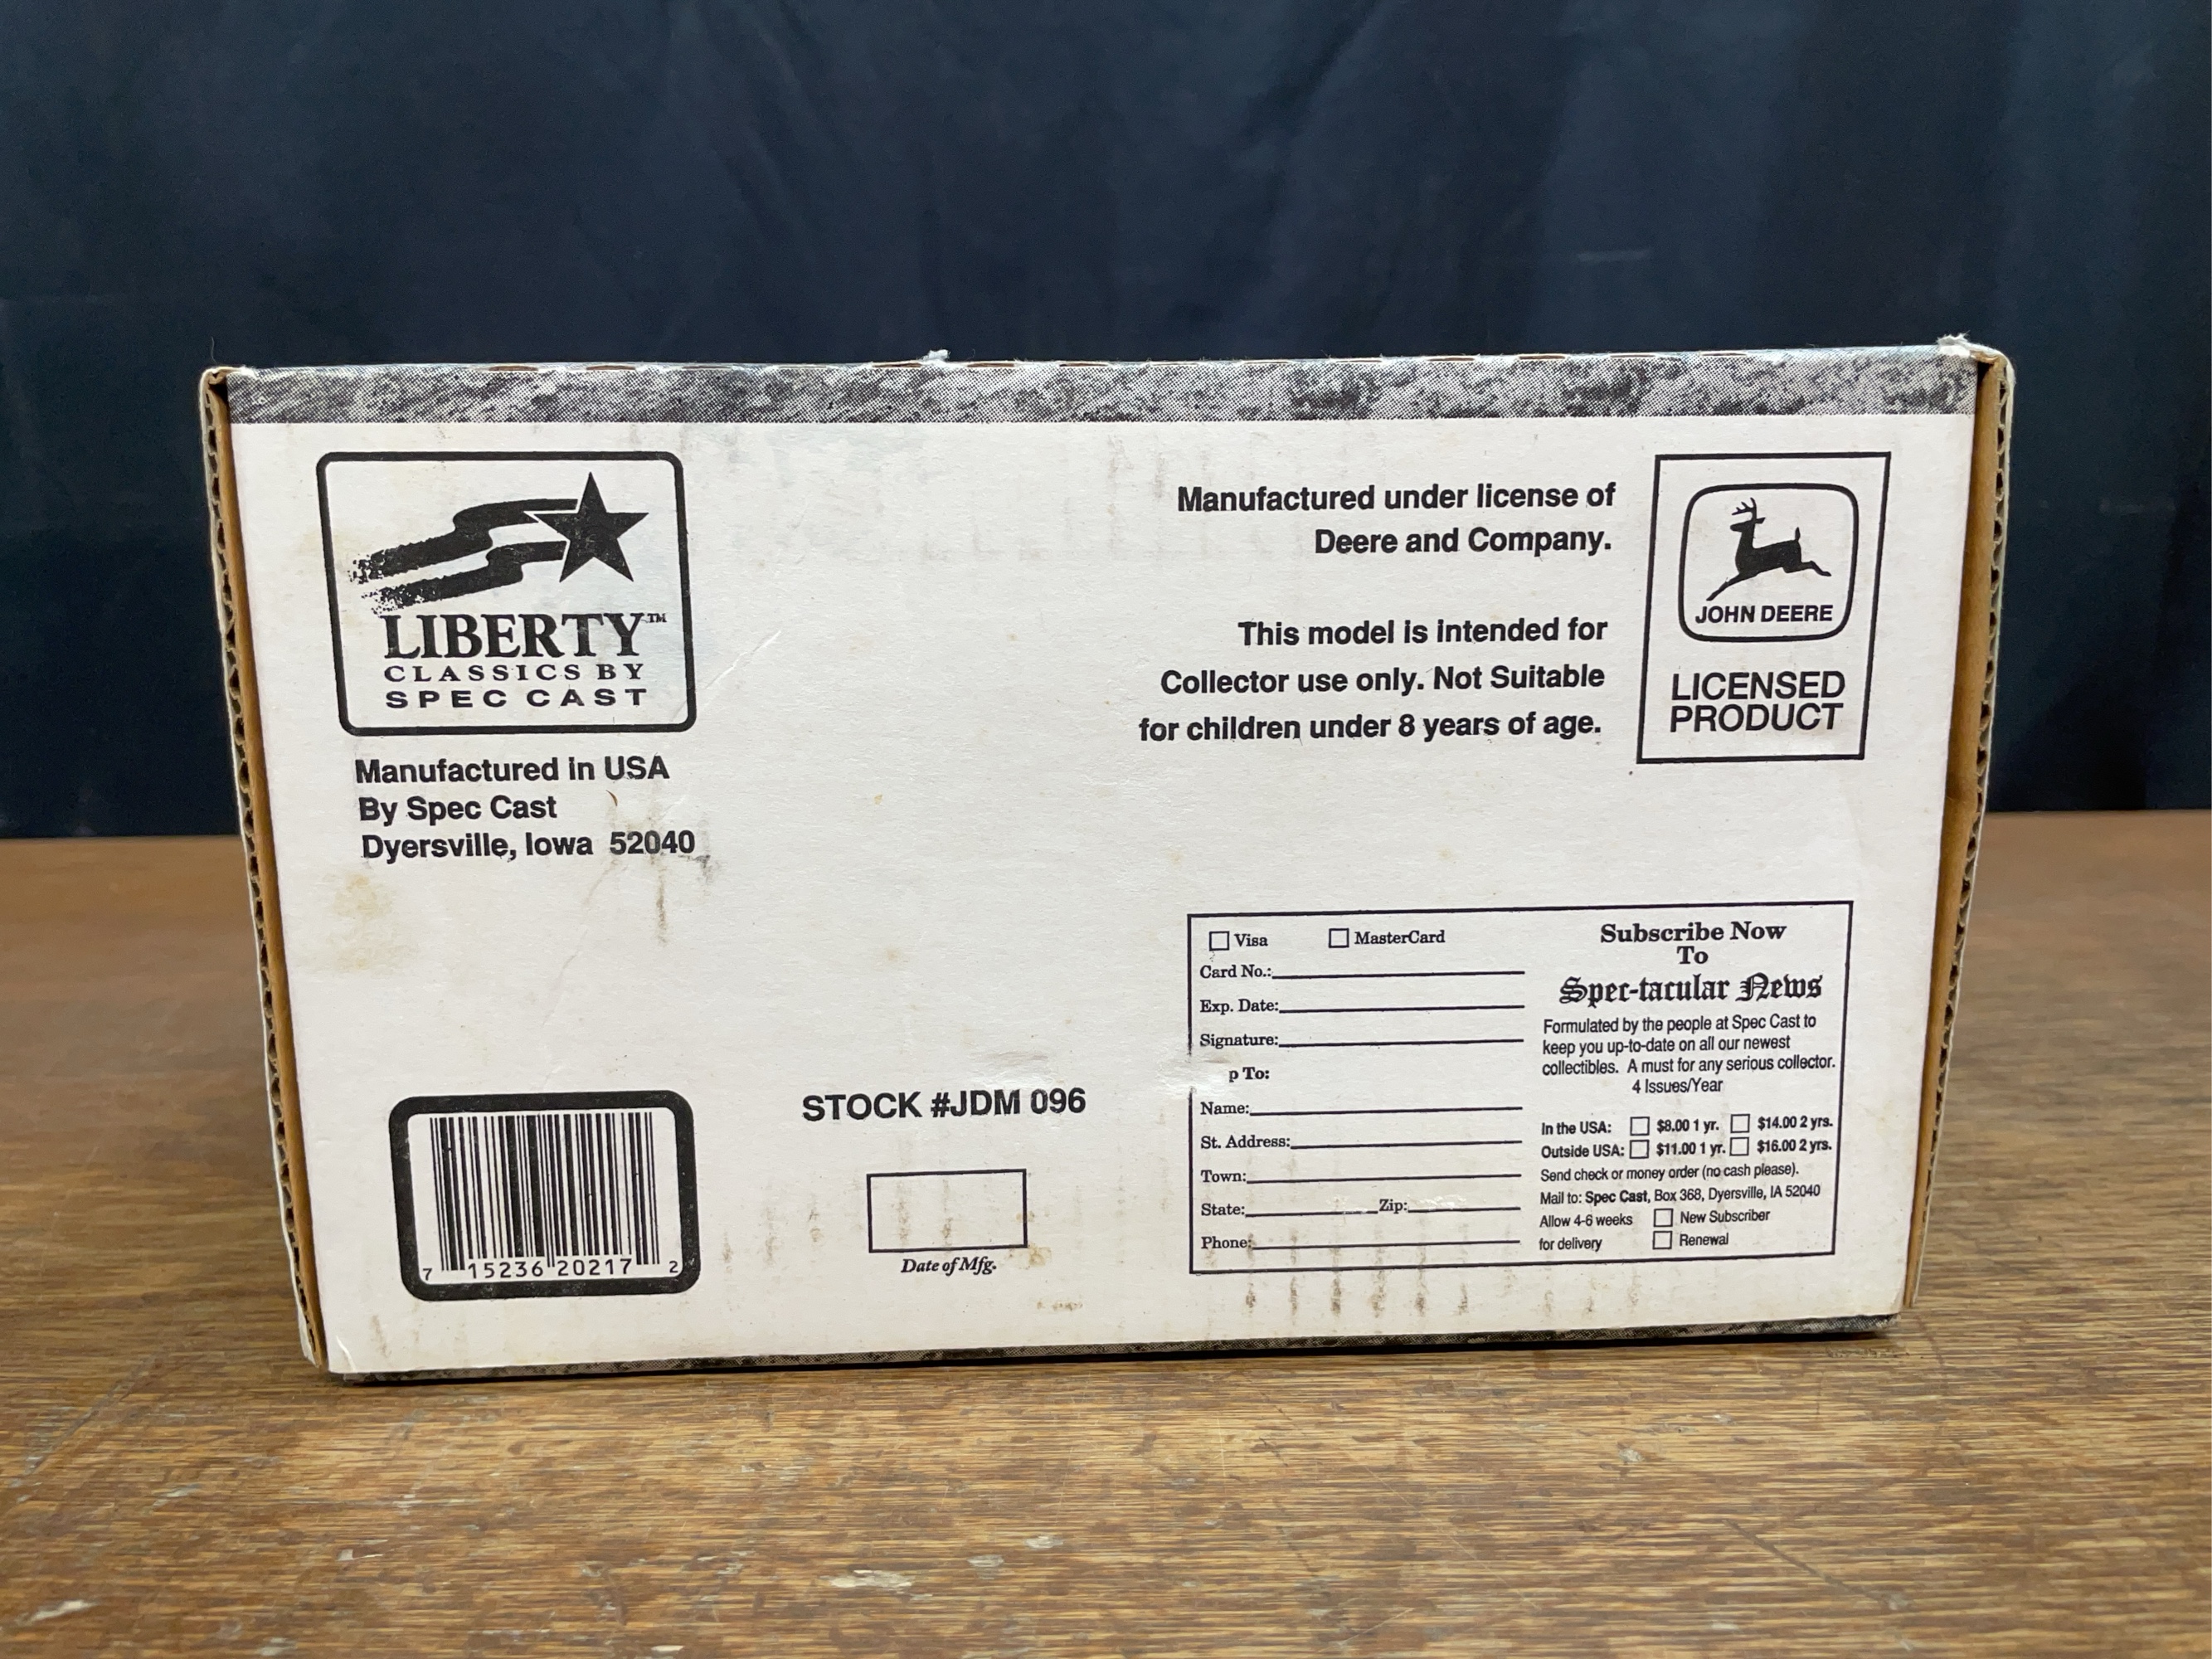 LIBERTY™
CLASSICS BY
SPEC CAST
Manufactured in USA
By Spec Cast
Dyersville, Iowa 52040
Manufactured under license of
Deere and Company.
This model is intended for
Collector use only. Not Suitable
for children under 8 years of age.
JOHN DEERE
LICENSED
PRODUCT
7 15236 20217 2
STOCK #JDM 096
Date of Mfg.
Visa MasterCard
Card No.:
Exp. Date:
Signature:
p To:
Name:
St. Address:
Town:
State: Zip:
Phone:
Subscribe Now
To
Spec-tacular News
Formulated by the people at Spec Cast to
keep you up-to-date on all our newest
collectibles. A must for any serious collector.
4 Issues/Year
In the USA: $8.00 1 yr. $14.00 2 yrs.
Outside USA: $11.00 1 yr. $16.00 2 yrs.
Send check or money order (no cash please).
Mail to: Spec Cast, Box 368, Dyersville, IA 52040
Allow 4-6 weeks New Subscriber
for delivery Renewal